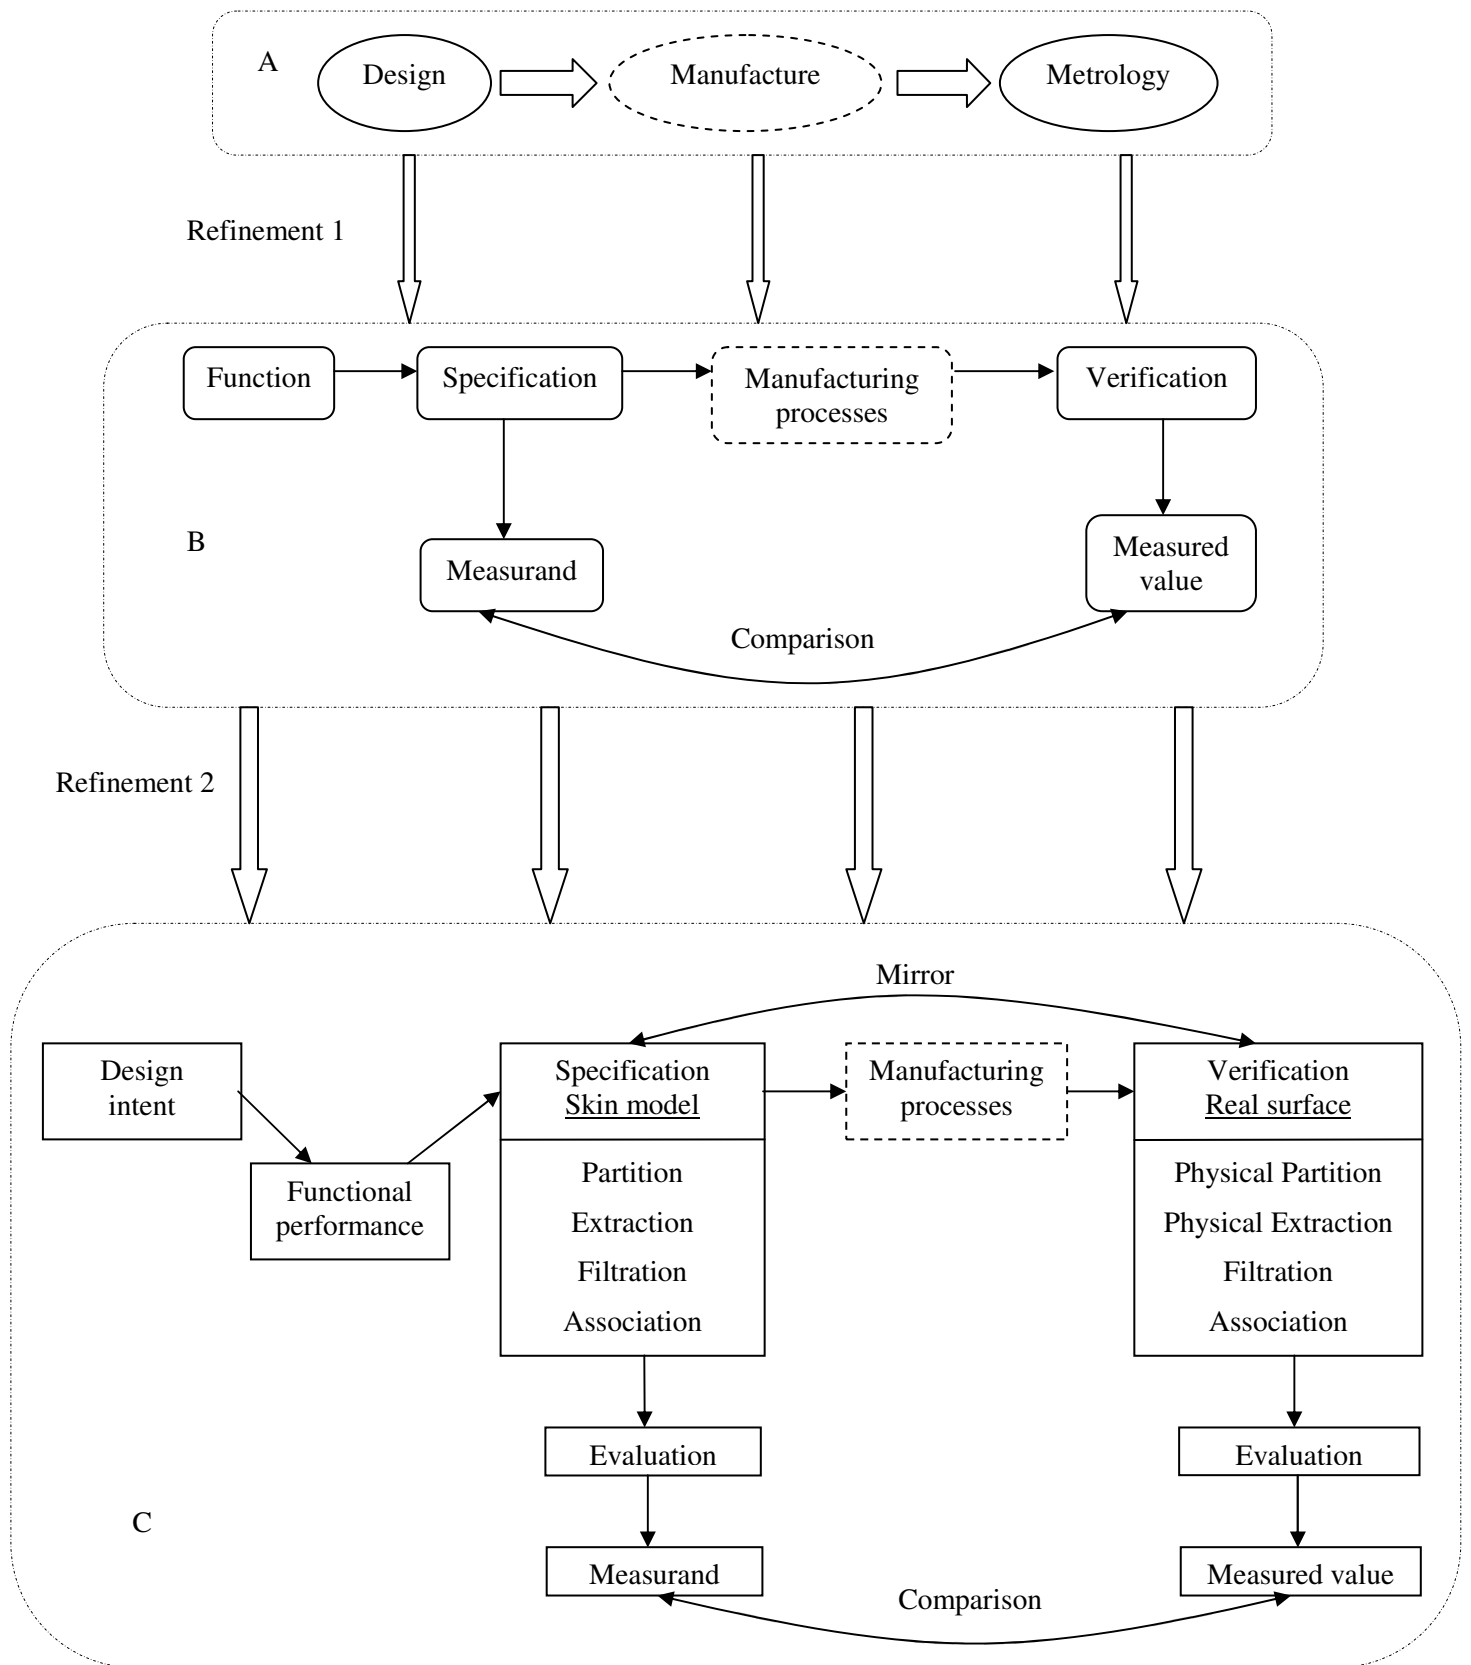 A
Design
Manufacture
Metrology
Refinement 1
Function
Specification
Manufacturing
processes
Verification
B
Measurand
Measured
value
Comparison
Refinement 2
Mirror
Design
intent
Functional
performance
Specification
Skin model
Partition
Extraction
Filtration
Association
Manufacturing
processes
Verification
Real surface
Physical Partition
Physical Extraction
Filtration
Association
Evaluation
Evaluation
C
Measurand
Measured value
Comparison